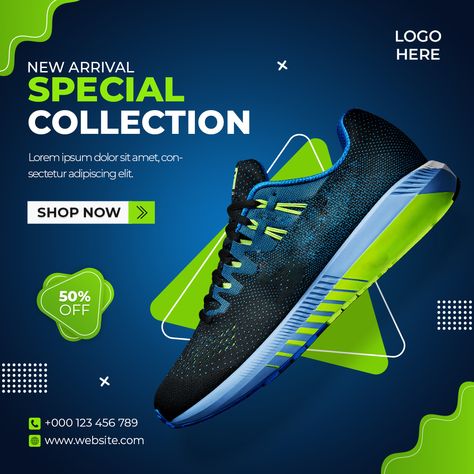 LOGO
HERE
NEW ARRIVAL
SPECIAL
COLLECTION
Lorem ipsum dolor sit amet, con-
sectetur adipiscing elit.
SHOP NOW
50%
OFF
+000 123 456 789
www.website.com